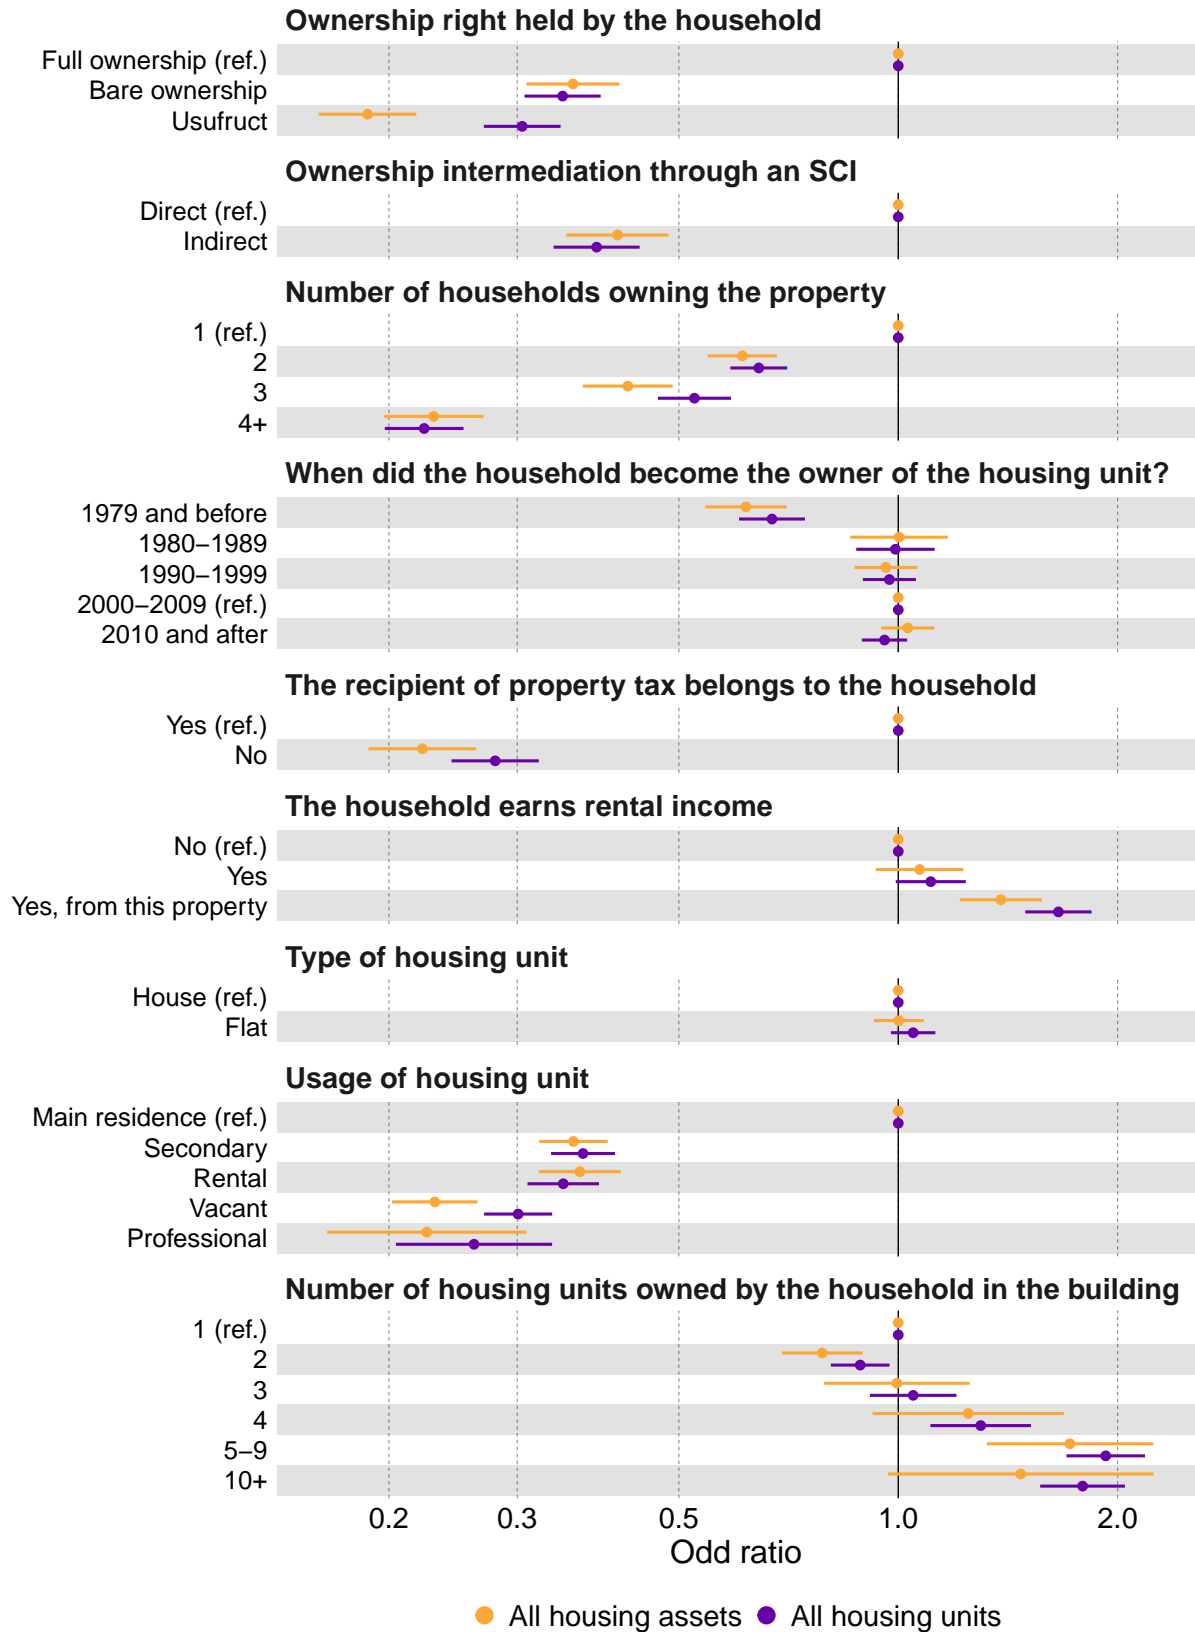 Ownership right held by the household
Full ownership (ref.)
Bare ownership
Usufruct
Ownership intermediation through an SCI
Direct (ref.)
Indirect
Number of households owning the property
1 (ref.)
2
3
4+
When did the household become the owner of the housing unit?
1979 and before
1980−1989
1990−1999
2000−2009 (ref.)
2010 and after
The recipient of property tax belongs to the household
Yes (ref.)
No
The household earns rental income
No (ref.)
Yes
Yes, from this property
Type of housing unit
House (ref.)
Flat
Usage of housing unit
Main residence (ref.)
Secondary
Rental
Vacant
Professional
Number of housing units owned by the household in the building
1 (ref.)
2
3
4
5−9
10+
0.2 0.3 0.5 1.0 2.0
Odd ratio
All housing assets All housing units